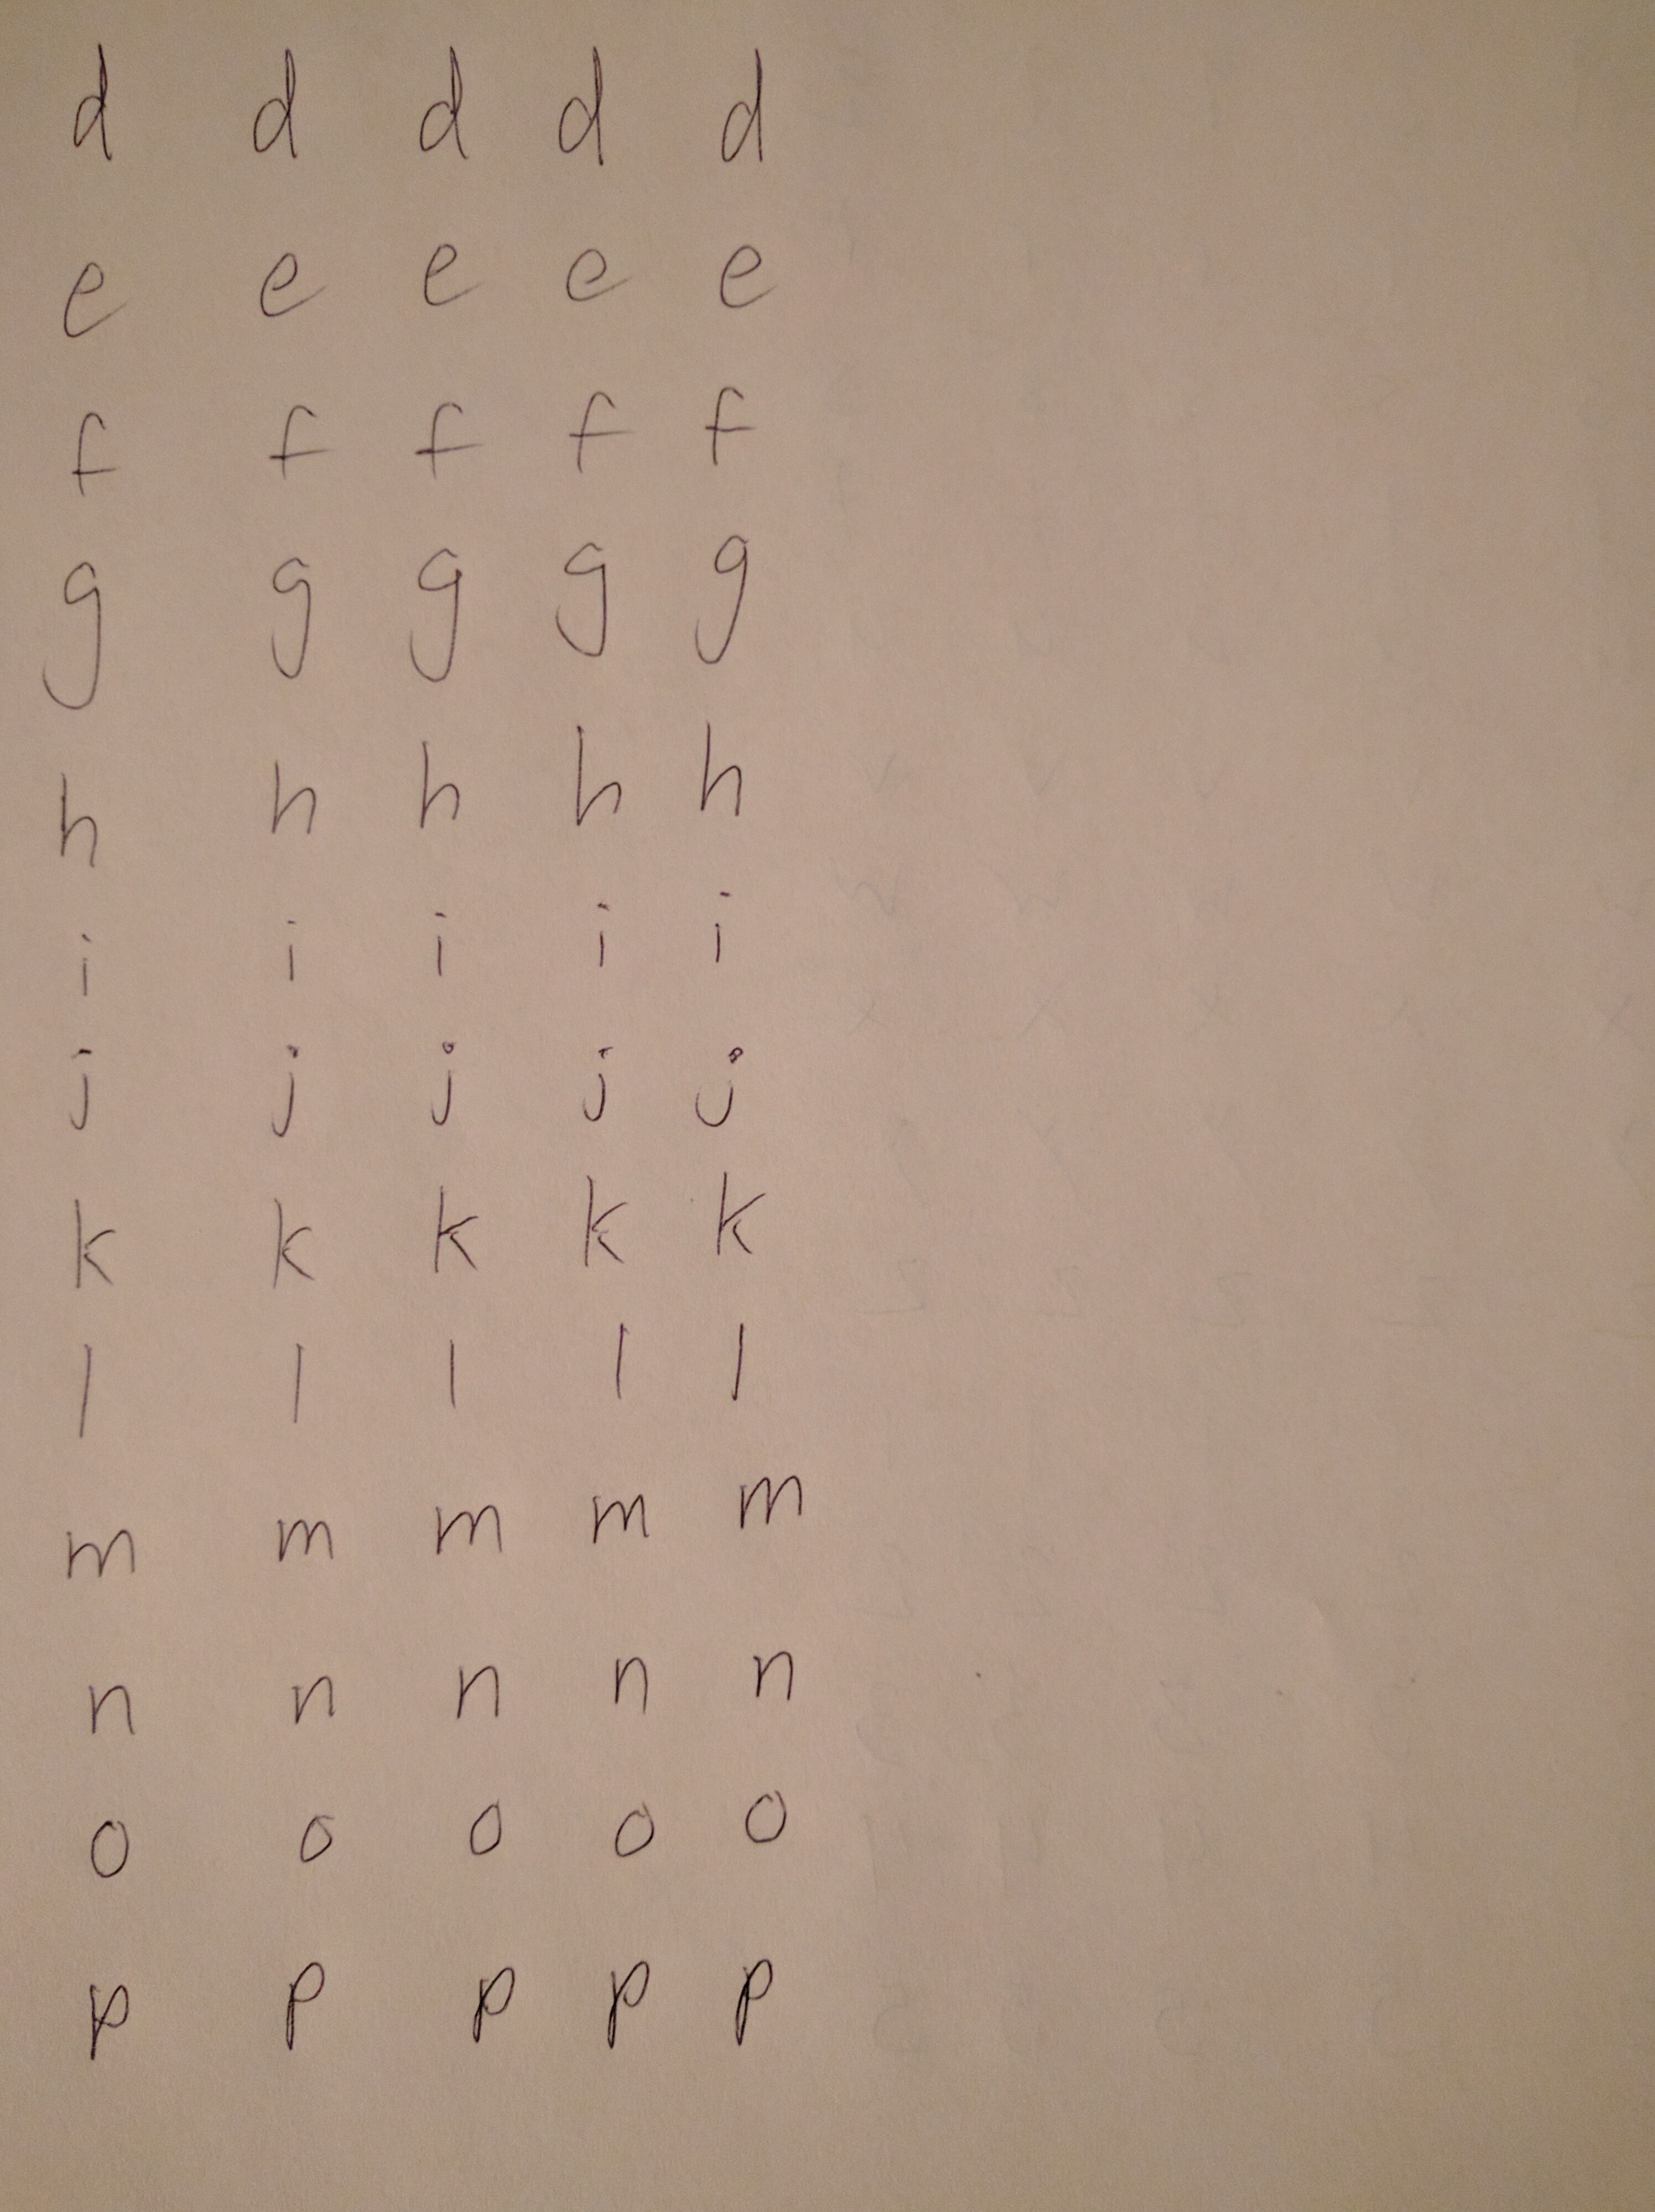 d d d d d
e e e e e
f f f f f
g g g g g
h h h h h
i i i i i
j j j j j
k k k k k
l l l l l
m m m m m
n n n n n
o o o o o
p p p p p